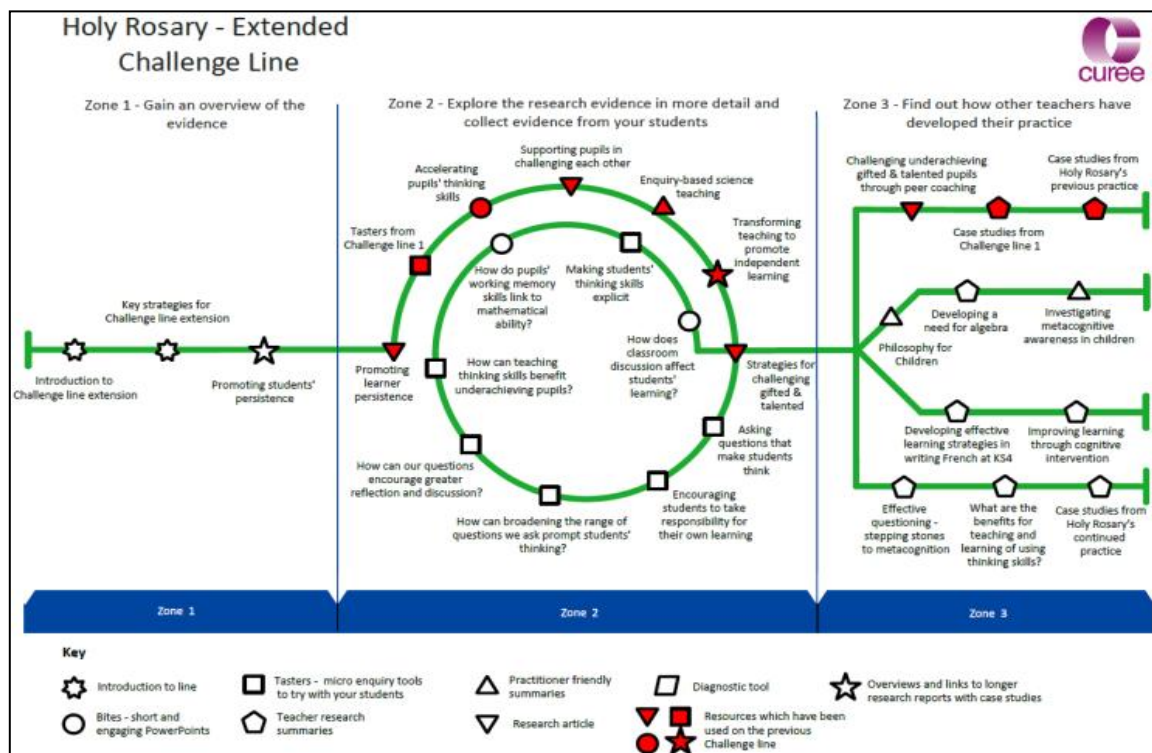 Holy Rosary - Extended
Challenge Line
curee
Zone 1 - Gain an overview of the
evidence
Zone 2 - Explore the research evidence in more detail and
collect evidence from your students
Zone 3 - Find out how other teachers have
developed their practice
Introduction to
Challenge line extension
Key strategies for
Challenge line extension
Promoting students'
persistence
Promoting
learner
persistence
Tasters from
Challenge line 1
Accelerating
pupils' thinking
skills
Supporting pupils in
challenging each other
Enquiry-based science
teaching
Transforming
teaching to
promote
independent
learning
Strategies for
challenging
gifted &
talented
How do pupils'
working memory
skills link to
mathematical
ability?
Making students'
thinking skills
explicit
How does
classroom
discussion affect
students'
learning?
How can teaching
thinking skills benefit
underachieving pupils?
How can our questions
encourage greater
reflection and discussion?
How can broadening the range of
questions we ask prompt students'
thinking?
Encouraging
students to take
responsibility for
their own learning
Asking
questions that
make students
think
Challenging underachieving
gifted & talented pupils
through peer coaching
Case studies from
Challenge line 1
Case studies from
Holy Rosary's
previous practice
Philosophy for
Children
Developing a
need for algebra
Investigating
metacognitive
awareness in children
Developing effective
learning strategies in
writing French at KS4
Improving learning
through cognitive
intervention
Effective
questioning -
stepping stones
to metacognition
What are the
benefits for
teaching and
learning of using
thinking skills?
Case studies from
Holy Rosary's
continued
practice
Zone 1
Zone 2
Zone 3
Key
Introduction to line
Bites - short and
engaging PowerPoints
Tasters - micro enquiry tools
to try with your students
Teacher research
summaries
Practitioner friendly
summaries
Research article
Diagnostic tool
Resources which have been
used on the previous
Challenge line
Overviews and links to longer
research reports with case studies